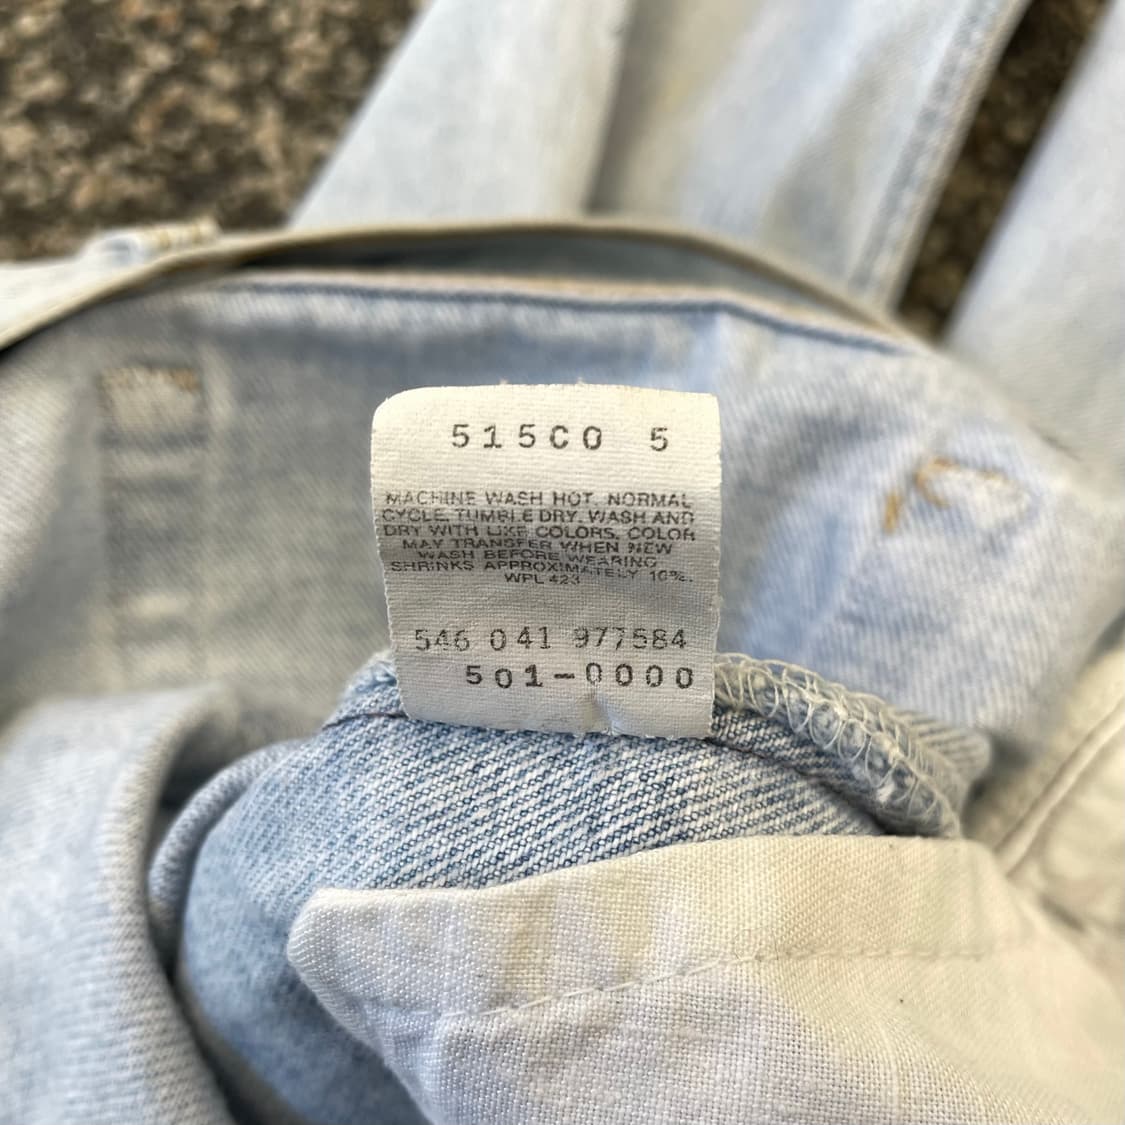 515C0 5
MACHINE WASH HOT, NORMAL
CYCLE. TUMBLE DRY. WASH AND
DRY WITH LIKE COLORS. COLOR
MAY TRANSFER WHEN NEW
WASH BEFORE WEARING
SHRINKS APPROXIMATELY 10%.
WPL 423
546 041 977584
501-0000